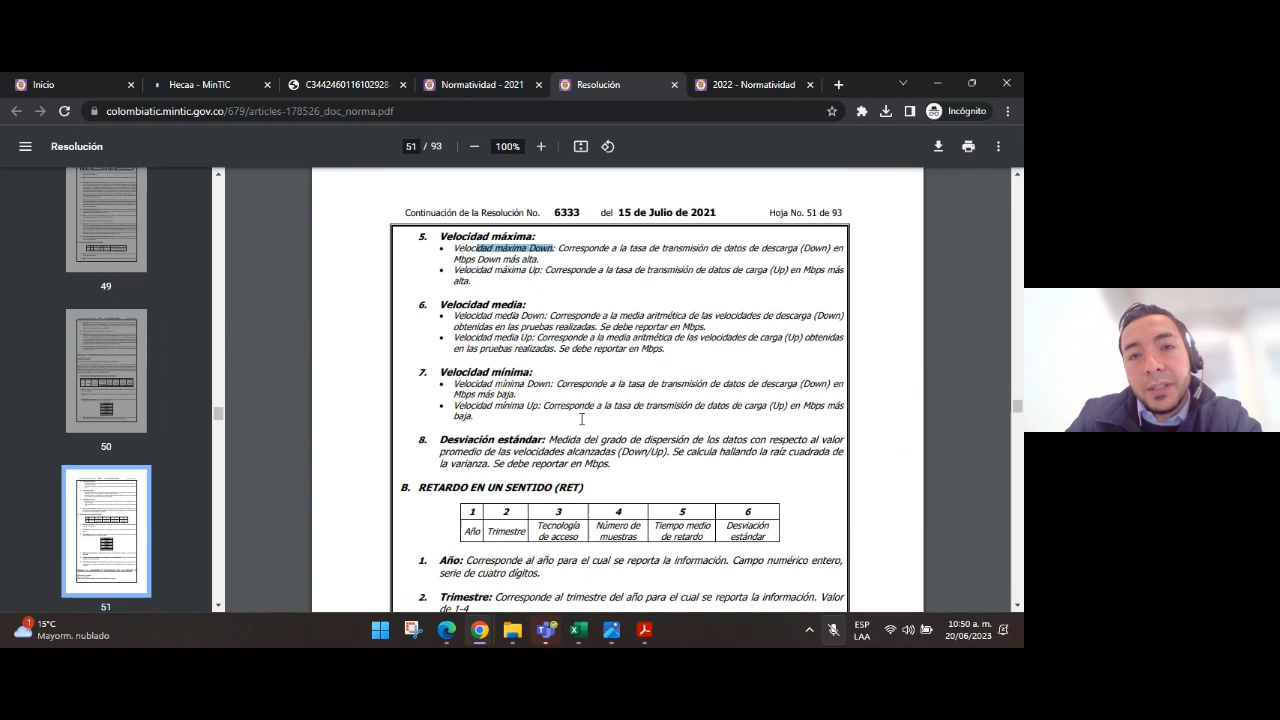 Inicio
Hecaa - MinTIC
C3442460116102928-
Normatividad - 2021
Resolución
2022 - Normatividad
colombiatic.mintic.gov.co/679/articles-178526_doc_norma.pdf
Incógnito
Resolución
51 / 93
100%
49
50
51
Continuación de la Resolución No. 6333 del 15 de Julio de 2021 Hoja No. 51 de 93
5. Velocidad máxima:
• Velocidad máxima Down: Corresponde a la tasa de transmisión de datos de descarga (Down) en
Mbps Down más alta.
• Velocidad máxima Up: Corresponde a la tasa de transmisión de datos de carga (Up) en Mbps más
alta.
6. Velocidad media:
• Velocidad media Down: Corresponde a la media aritmética de las velocidades de descarga (Down)
obtenidas en las pruebas realizadas. Se debe reportar en Mbps.
• Velocidad media Up: Corresponde a la media aritmética de las velocidades de carga (Up) obtenidas
en las pruebas realizadas. Se debe reportar en Mbps.
7. Velocidad mínima:
• Velocidad mínima Down: Corresponde a la tasa de transmisión de datos de descarga (Down) en
Mbps más baja.
• Velocidad mínima Up: Corresponde a la tasa de transmisión de datos de carga (Up) en Mbps más
baja.
8. Desviación estándar: Medida del grado de dispersión de los datos con respecto al valor
promedio de las velocidades alcanzadas (Down/Up). Se calcula hallando la raíz cuadrada de
la varianza. Se debe reportar en Mbps.
B. RETARDO EN UN SENTIDO (RET)
1 2 3 4 5 6
Año Trimestre Tecnología de acceso Número de muestras Tiempo medio de retardo Desviación estándar
1. Año: Corresponde al año para el cual se reporta la información. Campo numérico entero,
serie de cuatro dígitos.
2. Trimestre: Corresponde al trimestre del año para el cual se reporta la información. Valor
de 1-4
1
15°C
Mayorm. nublado
ESP
LAA
10:50 a. m.
20/06/2023